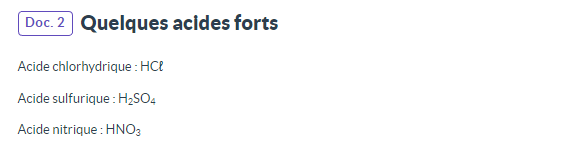 Doc. 2 Quelques acides forts
Acide chlorhydrique : HCℓ
Acide sulfurique : H₂SO₄
Acide nitrique : HNO₃